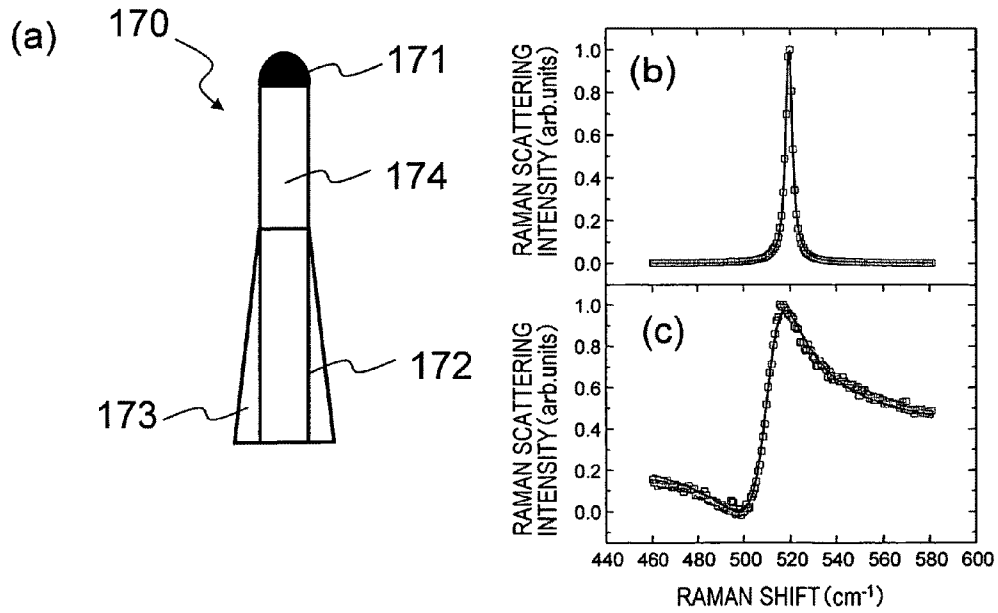 (a)
170
171
174
172
173
(b)
RAMAN SCATTERING
INTENSITY (arb.units)
1.0
0.8
0.6
0.4
0.2
0.0
(c)
RAMAN SCATTERING
INTENSITY (arb.units)
1.0
0.8
0.6
0.4
0.2
0.0
440 460 480 500 520 540 560 580 600
RAMAN SHIFT (cm⁻¹)